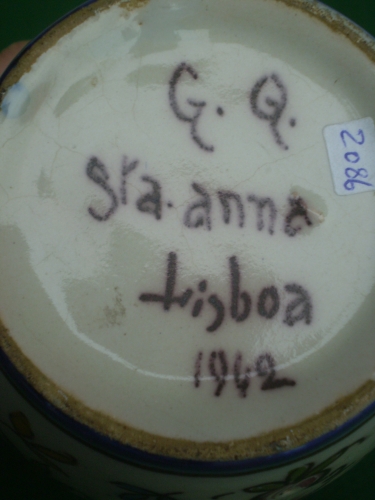 G. Q.
Sta. anna
Lisboa
1942
2086